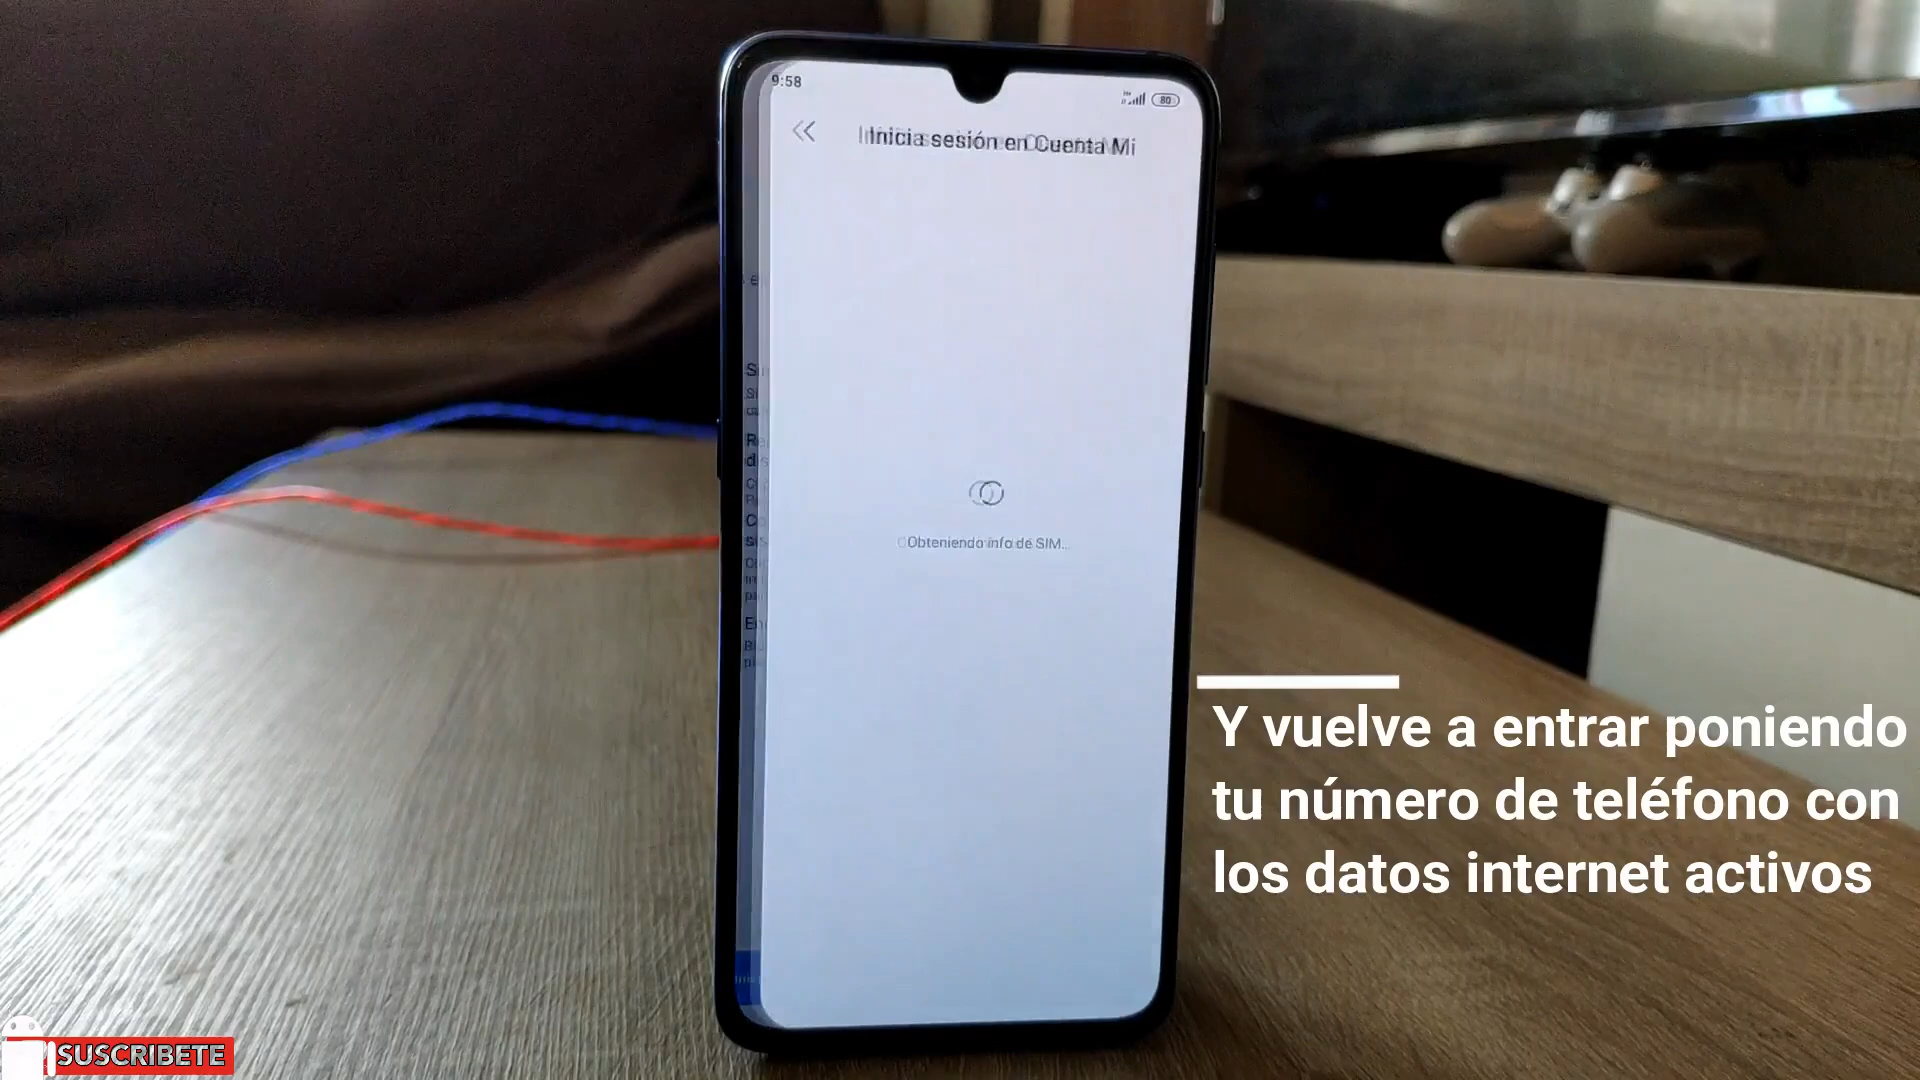 9:58
80
Inicia sesión en Cuenta Mi
Obteniendo info de SIM...
Y vuelve a entrar poniendo
tu número de teléfono con
los datos internet activos
SUSCRIBETE